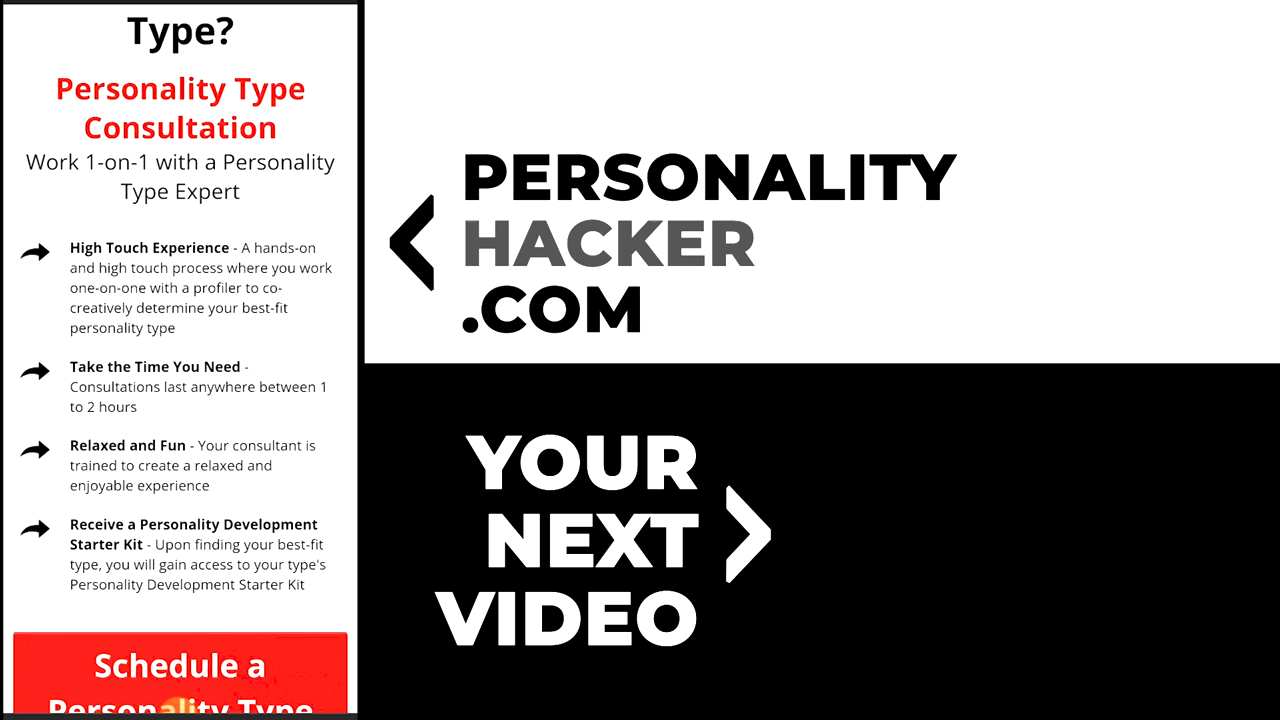 Type?
Personality Type
Consultation
Work 1-on-1 with a Personality
Type Expert
High Touch Experience - A hands-on
and high touch process where you work
one-on-one with a profiler to co-
creatively determine your best-fit
personality type
Take the Time You Need -
Consultations last anywhere between 1
to 2 hours
Relaxed and Fun - Your consultant is
trained to create a relaxed and
enjoyable experience
Receive a Personality Development
Starter Kit - Upon finding your best-fit
type, you will gain access to your type's
Personality Development Starter Kit
Schedule a
Personality Type
PERSONALITY
HACKER
.COM
YOUR
NEXT
VIDEO